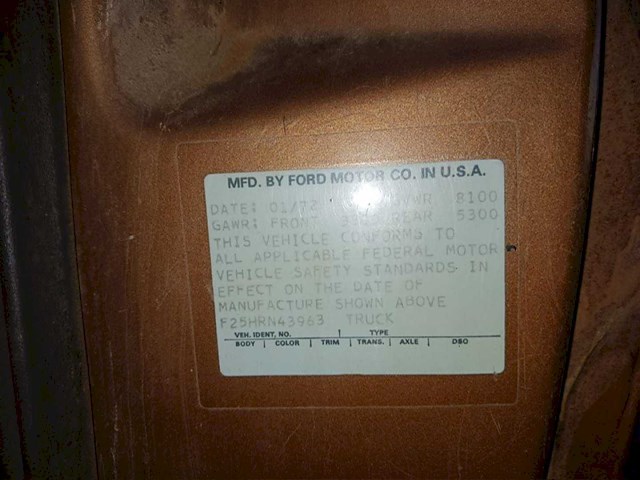 MFD. BY FORD MOTOR CO. IN U.S.A.
DATE: 01/72 GVWR 8100
GAWR: FRONT REAR 5300
THIS VEHICLE CONFORMS TO
ALL APPLICABLE FEDERAL MOTOR
VEHICLE SAFETY STANDARDS IN
EFFECT ON THE DATE OF
MANUFACTURE SHOWN ABOVE
F25HRN43963 TRUCK
VEH. IDENT. NO. TYPE
BODY COLOR TRIM TRANS. AXLE DSO